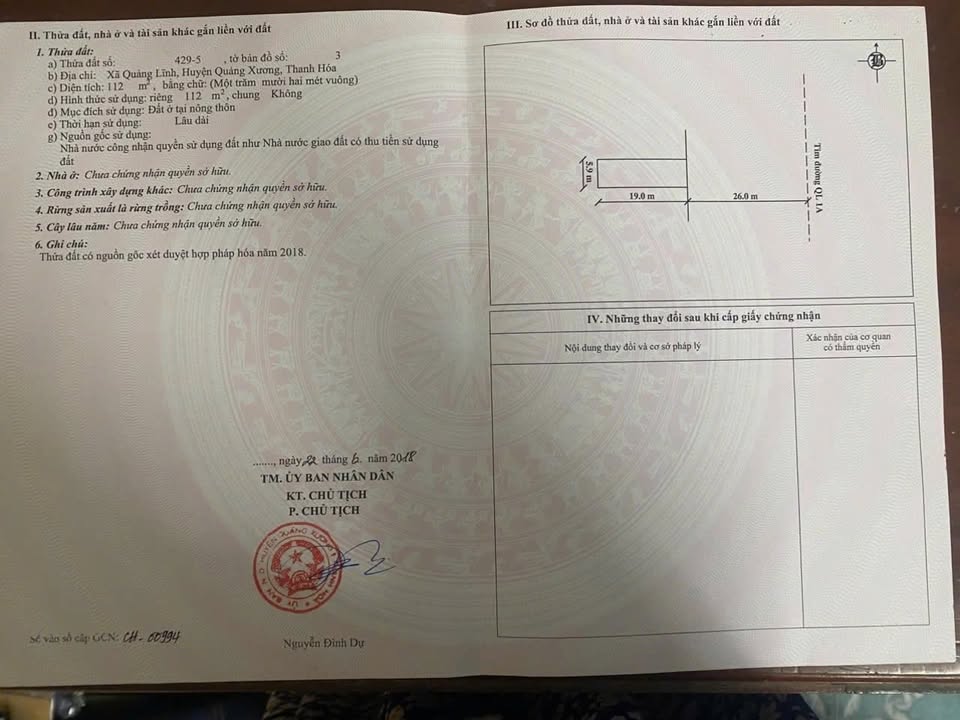 II. Thửa đất, nhà ở và tài sản khác gắn liền với đất
1. Thửa đất:
a) Thửa đất số: 429-5 , tờ bản đồ số: 3
b) Địa chỉ: Xã Quảng Lĩnh, Huyện Quảng Xương, Thanh Hóa
c) Diện tích: 112 m², bằng chữ: (Một trăm mười hai mét vuông)
d) Hình thức sử dụng: riêng 112 m², chung Không
đ) Mục đích sử dụng: Đất ở tại nông thôn
e) Thời hạn sử dụng: Lâu dài
g) Nguồn gốc sử dụng:
Nhà nước công nhận quyền sử dụng đất như Nhà nước giao đất có thu tiền sử dụng
đất
2. Nhà ở: Chưa chứng nhận quyền sở hữu.
3. Công trình xây dựng khác: Chưa chứng nhận quyền sở hữu.
4. Rừng sản xuất là rừng trồng: Chưa chứng nhận quyền sở hữu.
5. Cây lâu năm: Chưa chứng nhận quyền sở hữu.
6. Ghi chú:
Thửa đất có nguồn gốc xét duyệt hợp pháp hóa năm 2018.
......., ngày 22 tháng 6. năm 2018
TM. ỦY BAN NHÂN DÂN
KT. CHỦ TỊCH
P. CHỦ TỊCH
ỦY BAN N.D HUYỆN QUẢNG XƯƠNG
Nguyễn Đình Dự
Số vào sổ cấp GCN: CH-00994
III. Sơ đồ thửa đất, nhà ở và tài sản khác gắn liền với đất
B
5.9 m
19.0 m
26.0 m
Tim đường QL 1A
IV. Những thay đổi sau khi cấp giấy chứng nhận
Nội dung thay đổi và cơ sở pháp lý
Xác nhận của cơ quan
có thẩm quyền